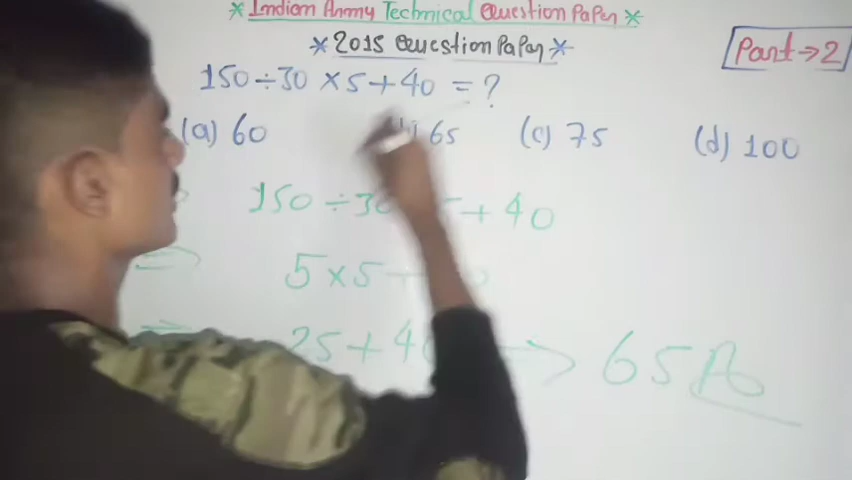 *Indian Army Technical Question Paper*
*2015 Question Paper*
Part→2
150÷30 ×5+40 =?
(a) 60 65 (c) 75 (d) 100
150÷30 + 40
5×5
25+4
→ 65 A